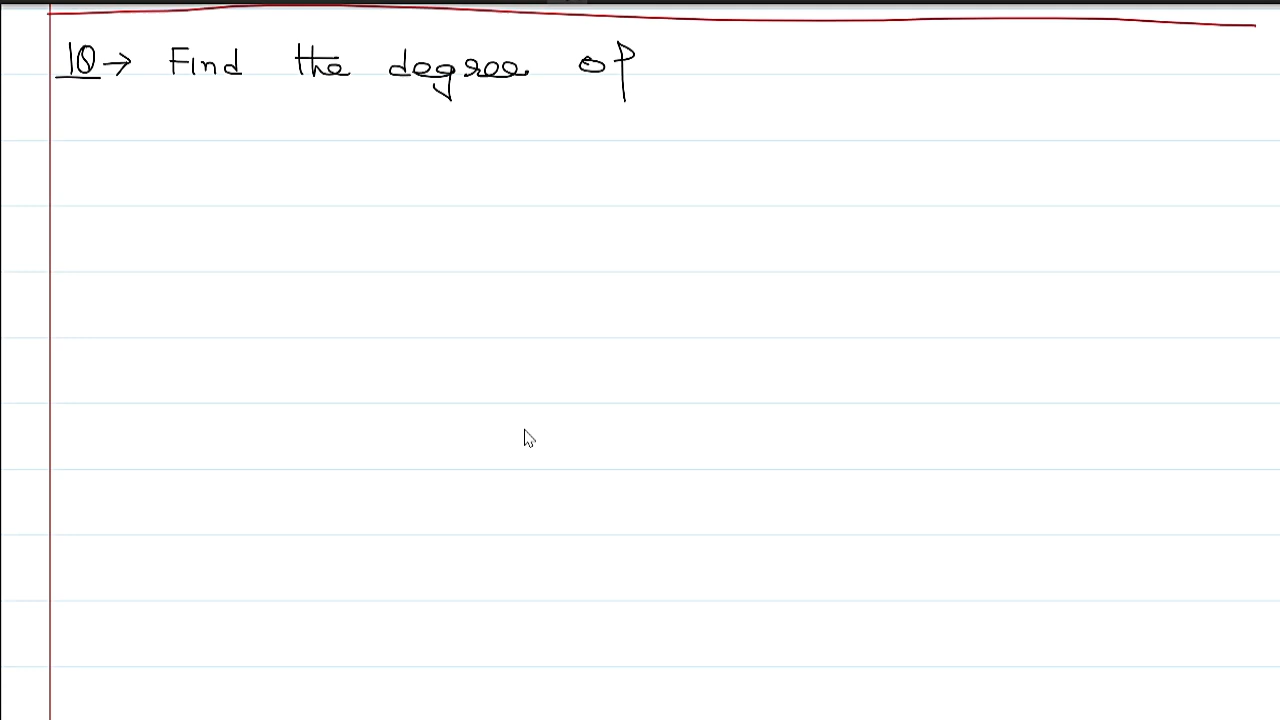 10→ Find the degree of